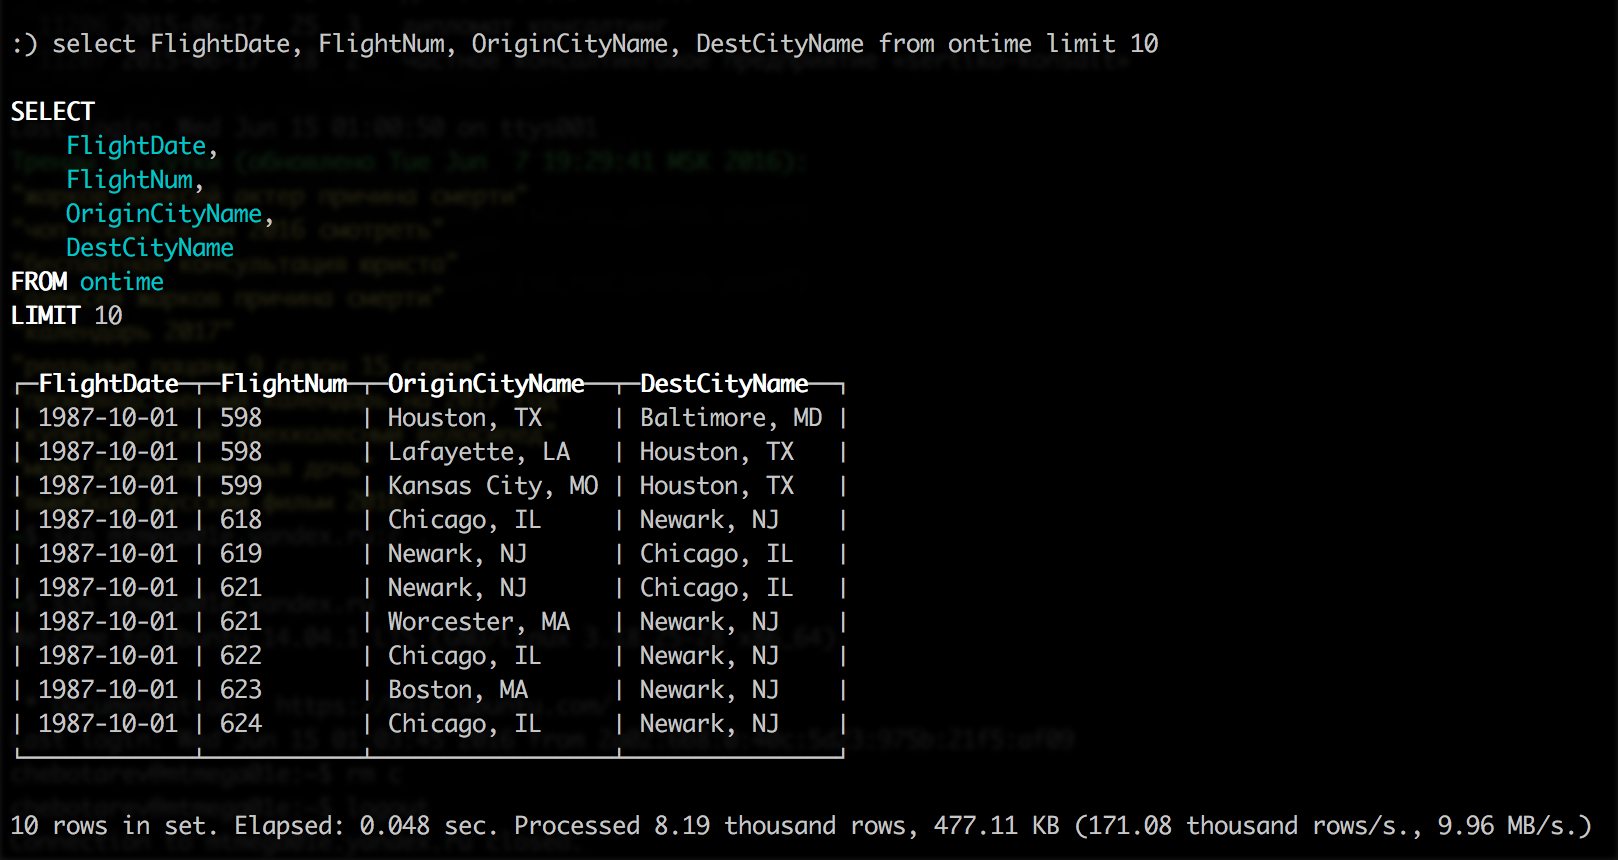 :) select FlightDate, FlightNum, OriginCityName, DestCityName from ontime limit 10
SELECT
FlightDate,
FlightNum,
OriginCityName,
DestCityName
FROM ontime
LIMIT 10
FlightDate FlightNum OriginCityName DestCityName
1987-10-01 | 598 | Houston, TX | Baltimore, MD |
| 1987-10-01 | 598 | Lafayette, LA | Houston, TX |
| 1987-10-01 | 599 | Kansas City, MO | Houston, TX |
| 1987-10-01 | 618 | Chicago, IL | Newark, NJ |
| 1987-10-01 | 619 | Newark, NJ | Chicago, IL |
| 1987-10-01 | 621 | Newark, NJ | Chicago, IL |
| 1987-10-01 | 621 | Worcester, MA | Newark, NJ |
| 1987-10-01 | 622 | Chicago, IL | Newark, NJ |
| 1987-10-01 | 623 | Boston, MA | Newark, NJ |
| 1987-10-01 | 624 | Chicago, IL | Newark, NJ |
10 rows in set. Elapsed: 0.048 sec. Processed 8.19 thousand rows, 477.11 KB (171.08 thousand rows/s., 9.96 MB/s.)